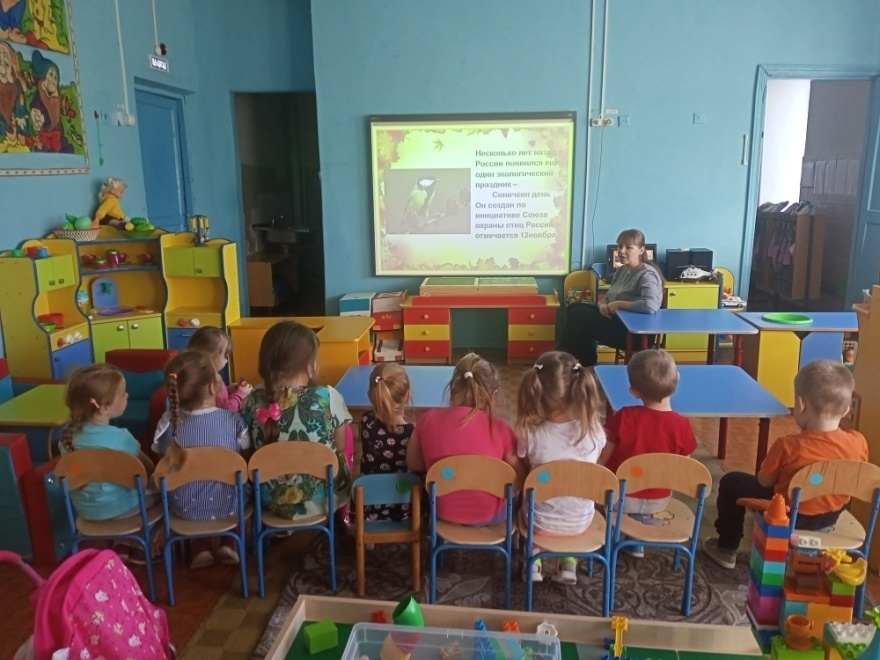 Несколько лет назад
России появился ещё
один экологический
праздник –
Синичкин день
Он создан по
инициативе Союза
охраны птиц России
отмечается 12ноября